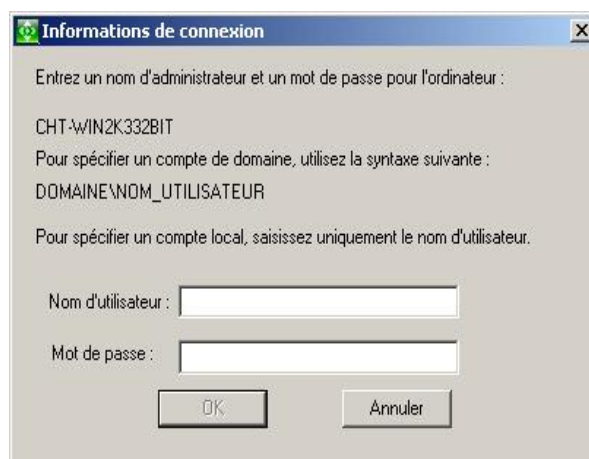 Informations de connexion
Entrez un nom d'administrateur et un mot de passe pour l'ordinateur :
CHT-WIN2K332BIT
Pour spécifier un compte de domaine, utilisez la syntaxe suivante :
DOMAINE\NOM_UTILISATEUR
Pour spécifier un compte local, saisissez uniquement le nom d'utilisateur.
Nom d'utilisateur :
Mot de passe :
OK
Annuler